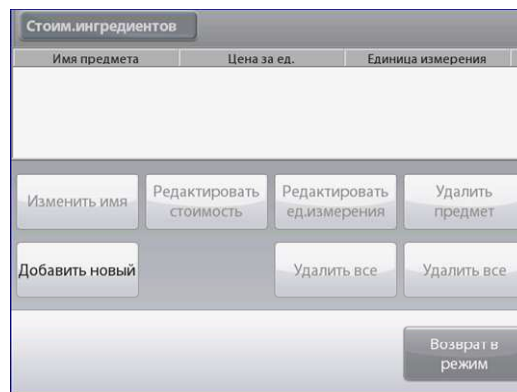 Стоим.ингредиентов
Имя предмета Цена за ед. Единица измерения
Изменить имя Редактировать стоимость Редактировать ед.измерения Удалить предмет
Добавить новый Удалить все Удалить все
Возврат в
режим